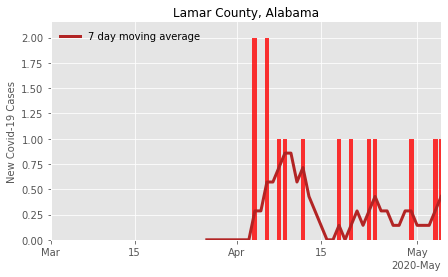 Lamar County, Alabama
7 day moving average
New Covid-19 Cases
2.00
1.75
1.50
1.25
1.00
0.75
0.50
0.25
0.00
Mar
15
Apr
15
May
2020-May